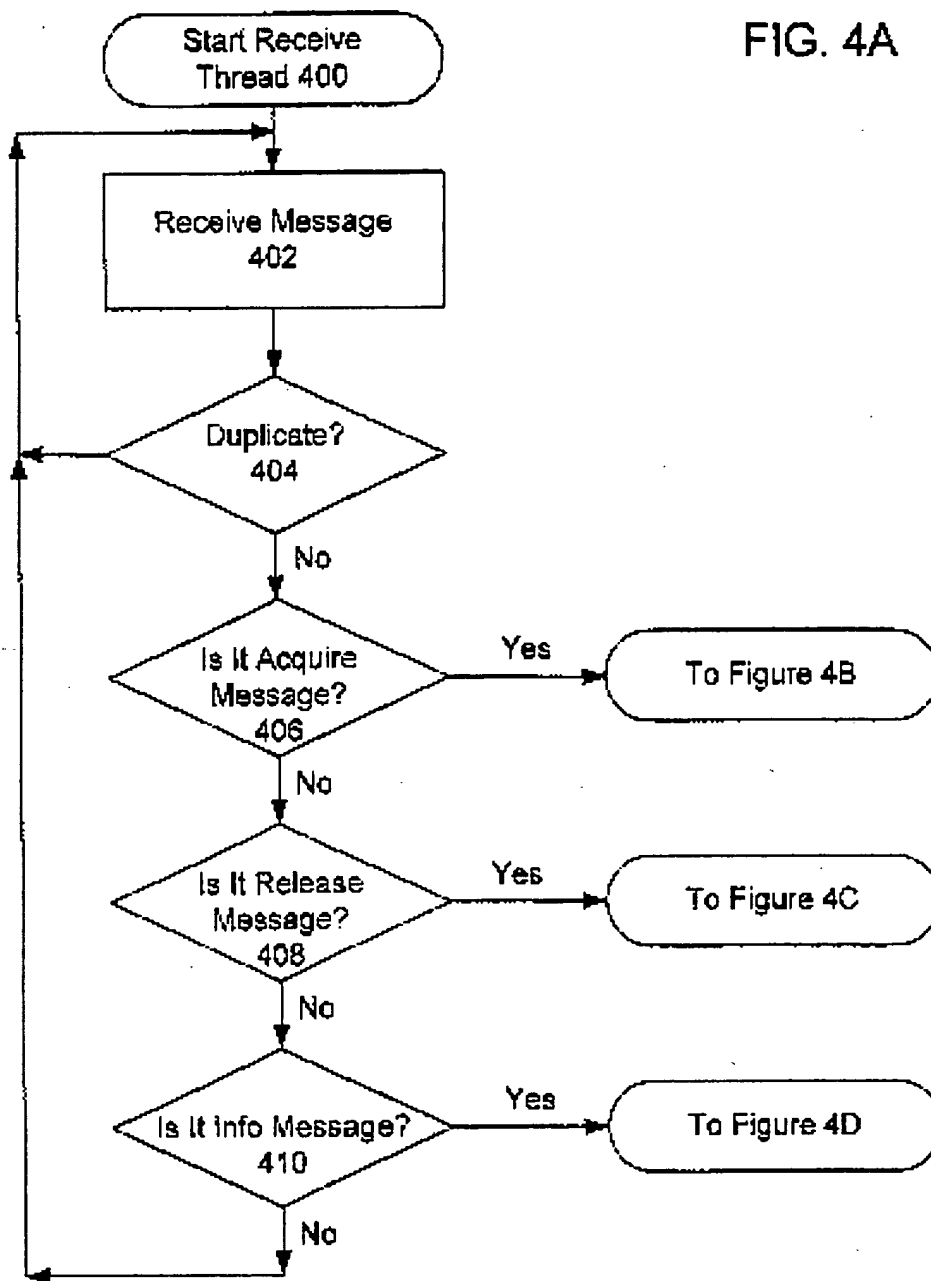 FIG. 4A
Start Receive
Thread 400
Receive Message
402
Duplicate?
404
No
Is It Acquire
Message?
406
Yes
To Figure 4B
No
Is It Release
Message?
408
Yes
To Figure 4C
No
Is It Info Message?
410
Yes
To Figure 4D
No